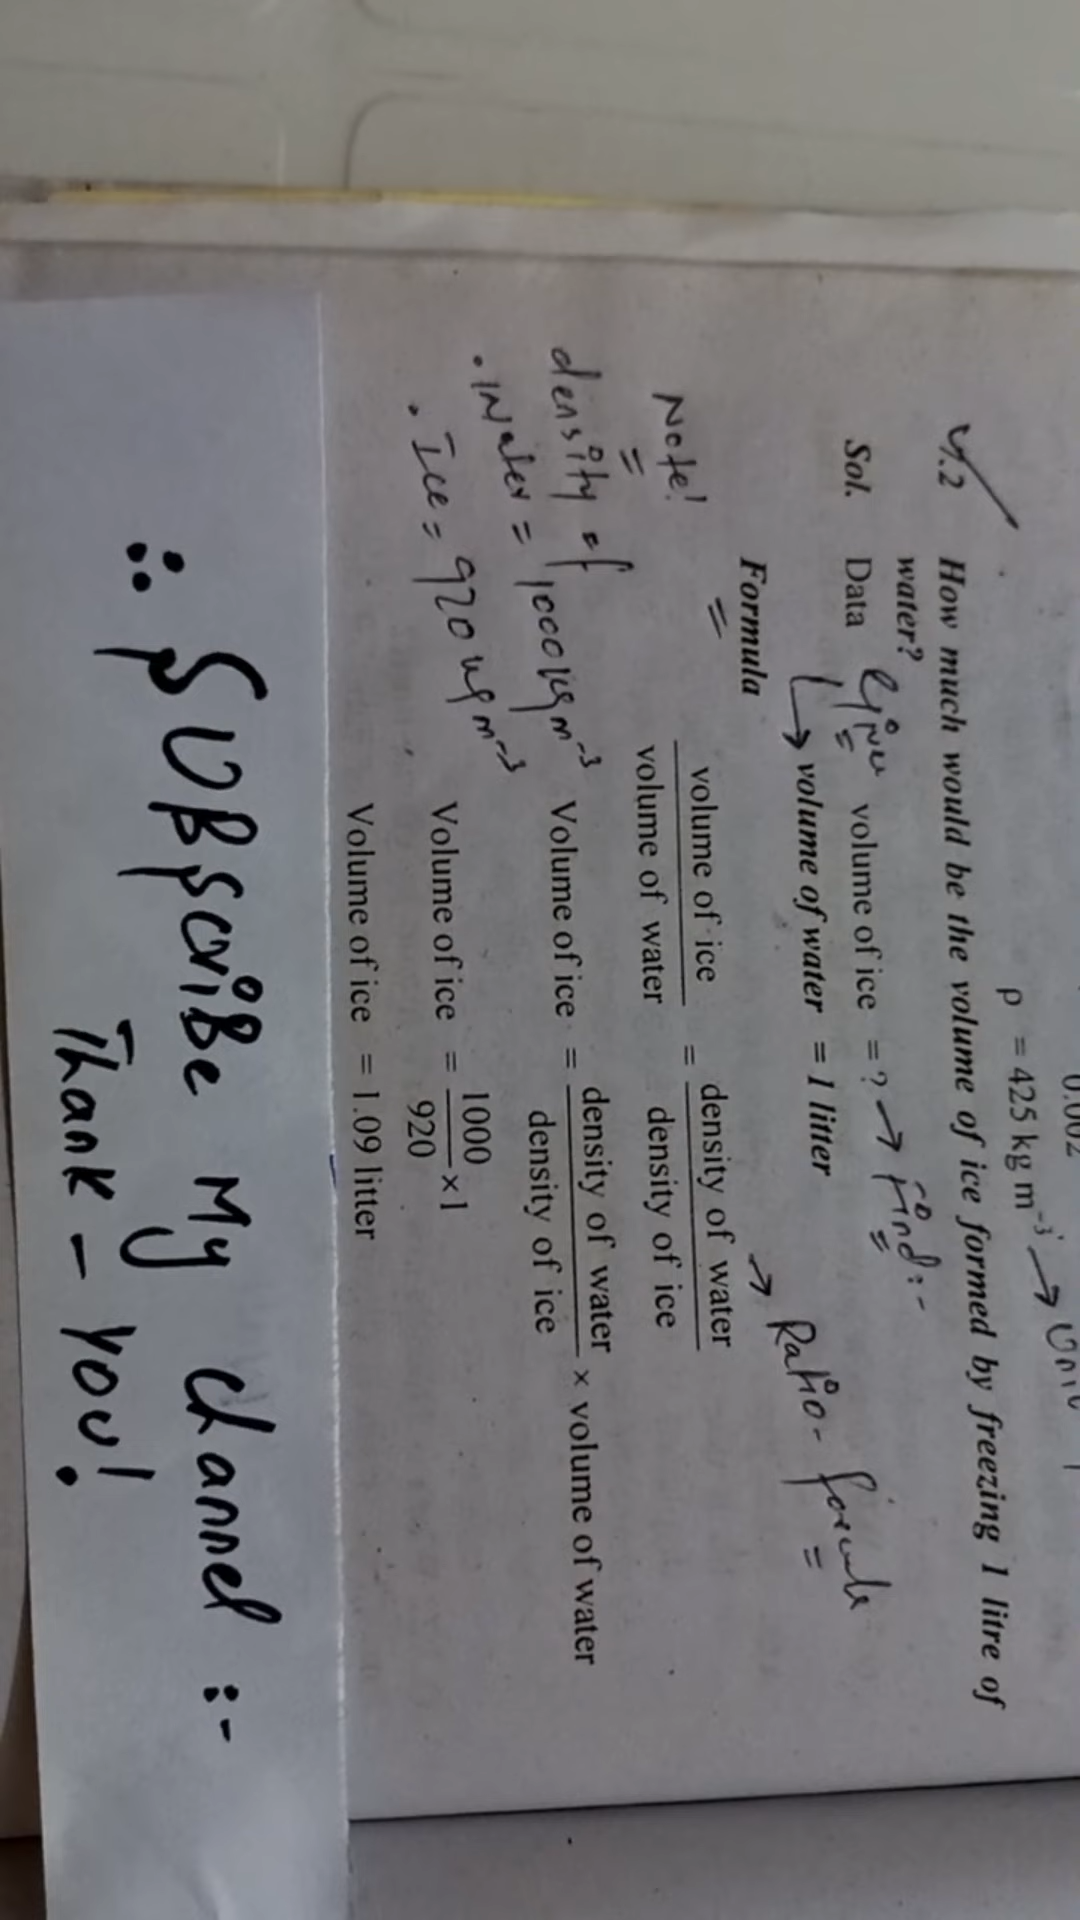 0.002
ρ = 425 kg m⁻³ → Unit
7.2 How much would be the volume of ice formed by freezing 1 litre of
water?
Sol. Data Given volume of ice = ? → Find:-
→ volume of water = 1 litter
Formula → Ratio - formula
volume of ice / volume of water = density of water / density of ice
Note!
density of
. Water = 1000 kg m⁻³
. Ice = 920 kg m⁻³
Volume of ice = density of water / density of ice × volume of water
Volume of ice = 1000 / 920 × 1
Volume of ice = 1.09 litter
∴ SUBscriBe My channel :-
Thank - you!